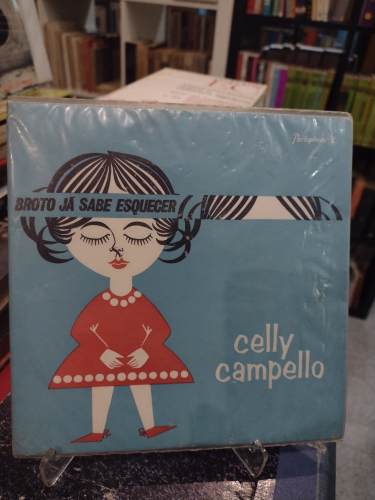 Parlophone
BROTO JÁ SABE ESQUECER
celly
campello